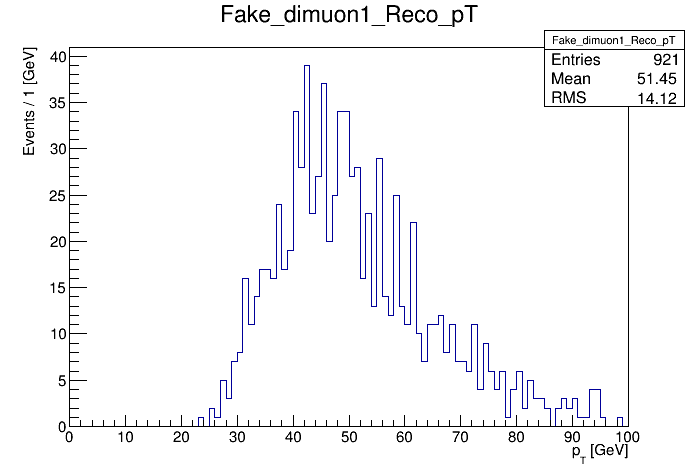 Fake_dimuon1_Reco_pT
Fake_dimuon1_Reco_pT
Entries 921
Mean 51.45
RMS 14.12
Events / 1 [GeV]
40
35
30
25
20
15
10
5
0
0 10 20 30 40 50 60 70 80 90 100
p_T [GeV]